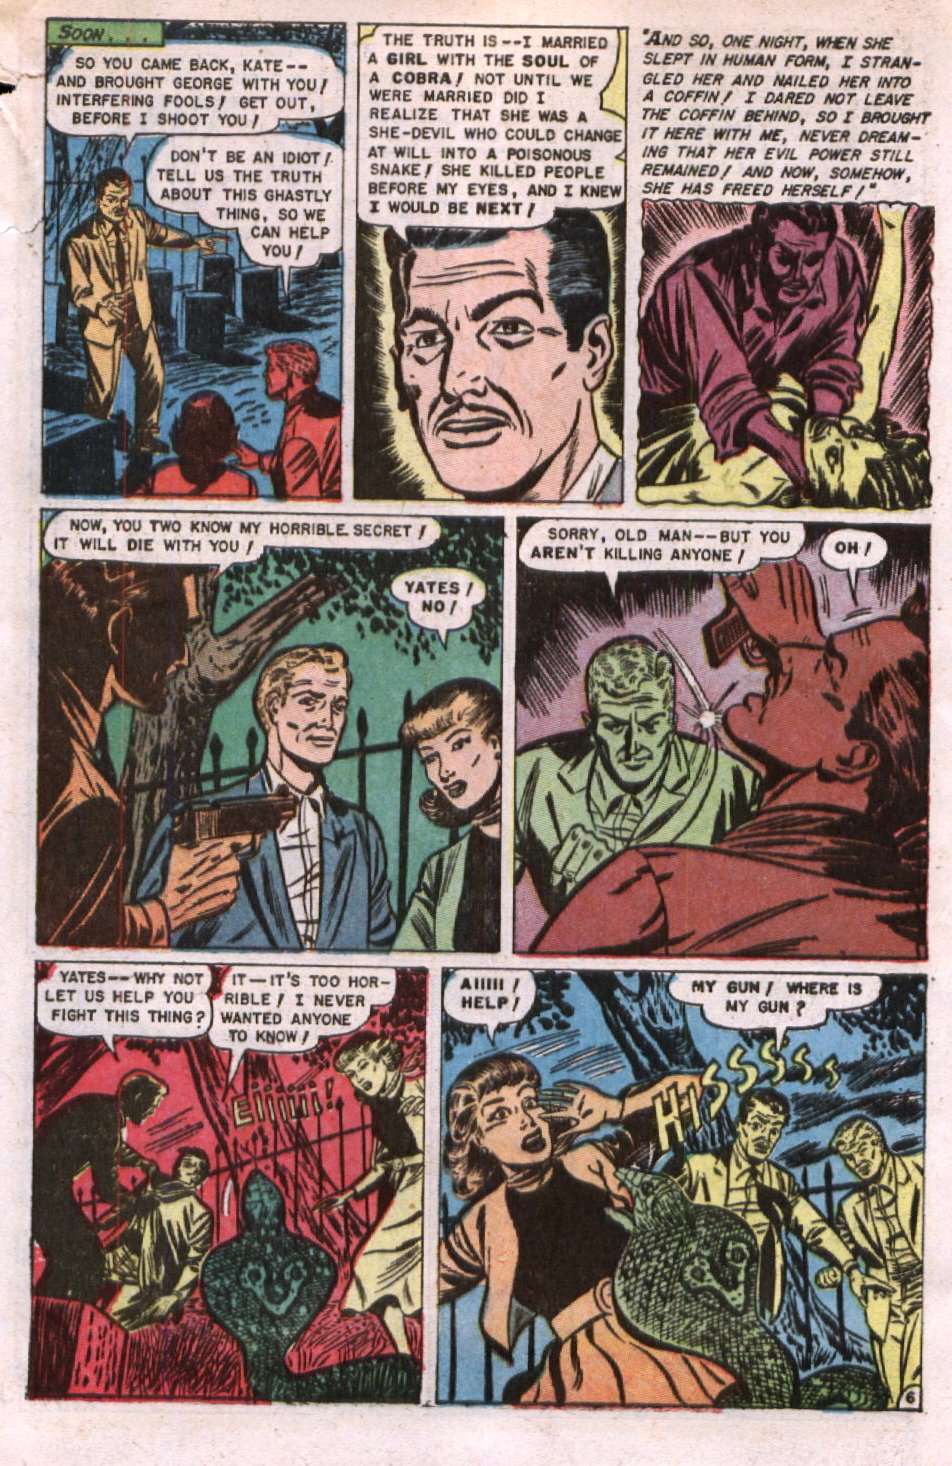 SOON . . .
SO YOU CAME BACK, KATE--
AND BROUGHT GEORGE WITH YOU!
INTERFERING FOOLS! GET OUT,
BEFORE I SHOOT YOU!
DON'T BE AN IDIOT!
TELL US THE TRUTH
ABOUT THIS GHASTLY
THING, SO WE
CAN HELP
YOU!
THE TRUTH IS--I MARRIED
A GIRL WITH THE SOUL OF
A COBRA! NOT UNTIL WE
WERE MARRIED DID I
REALIZE THAT SHE WAS A
SHE-DEVIL WHO COULD CHANGE
AT WILL INTO A POISONOUS
SNAKE! SHE KILLED PEOPLE
BEFORE MY EYES, AND I KNEW
I WOULD BE NEXT!
"AND SO, ONE NIGHT, WHEN SHE
SLEPT IN HUMAN FORM, I STRAN-
GLED HER AND NAILED HER INTO
A COFFIN! I DARED NOT LEAVE
THE COFFIN BEHIND, SO I BROUGHT
IT HERE WITH ME, NEVER DREAM-
ING THAT HER EVIL POWER STILL
REMAINED! AND NOW, SOMEHOW,
SHE HAS FREED HERSELF!"
NOW, YOU TWO KNOW MY HORRIBLE SECRET!
IT WILL DIE WITH YOU!
YATES!
NO!
SORRY, OLD MAN--BUT YOU
AREN'T KILLING ANYONE!
OH!
YATES--WHY NOT
LET US HELP YOU
FIGHT THIS THING?
IT—IT'S TOO HOR-
RIBLE! I NEVER
WANTED ANYONE
TO KNOW!
EIIIIII!
AIIIII!
HELP!
MY GUN! WHERE IS
MY GUN?
HISSSSSS
6